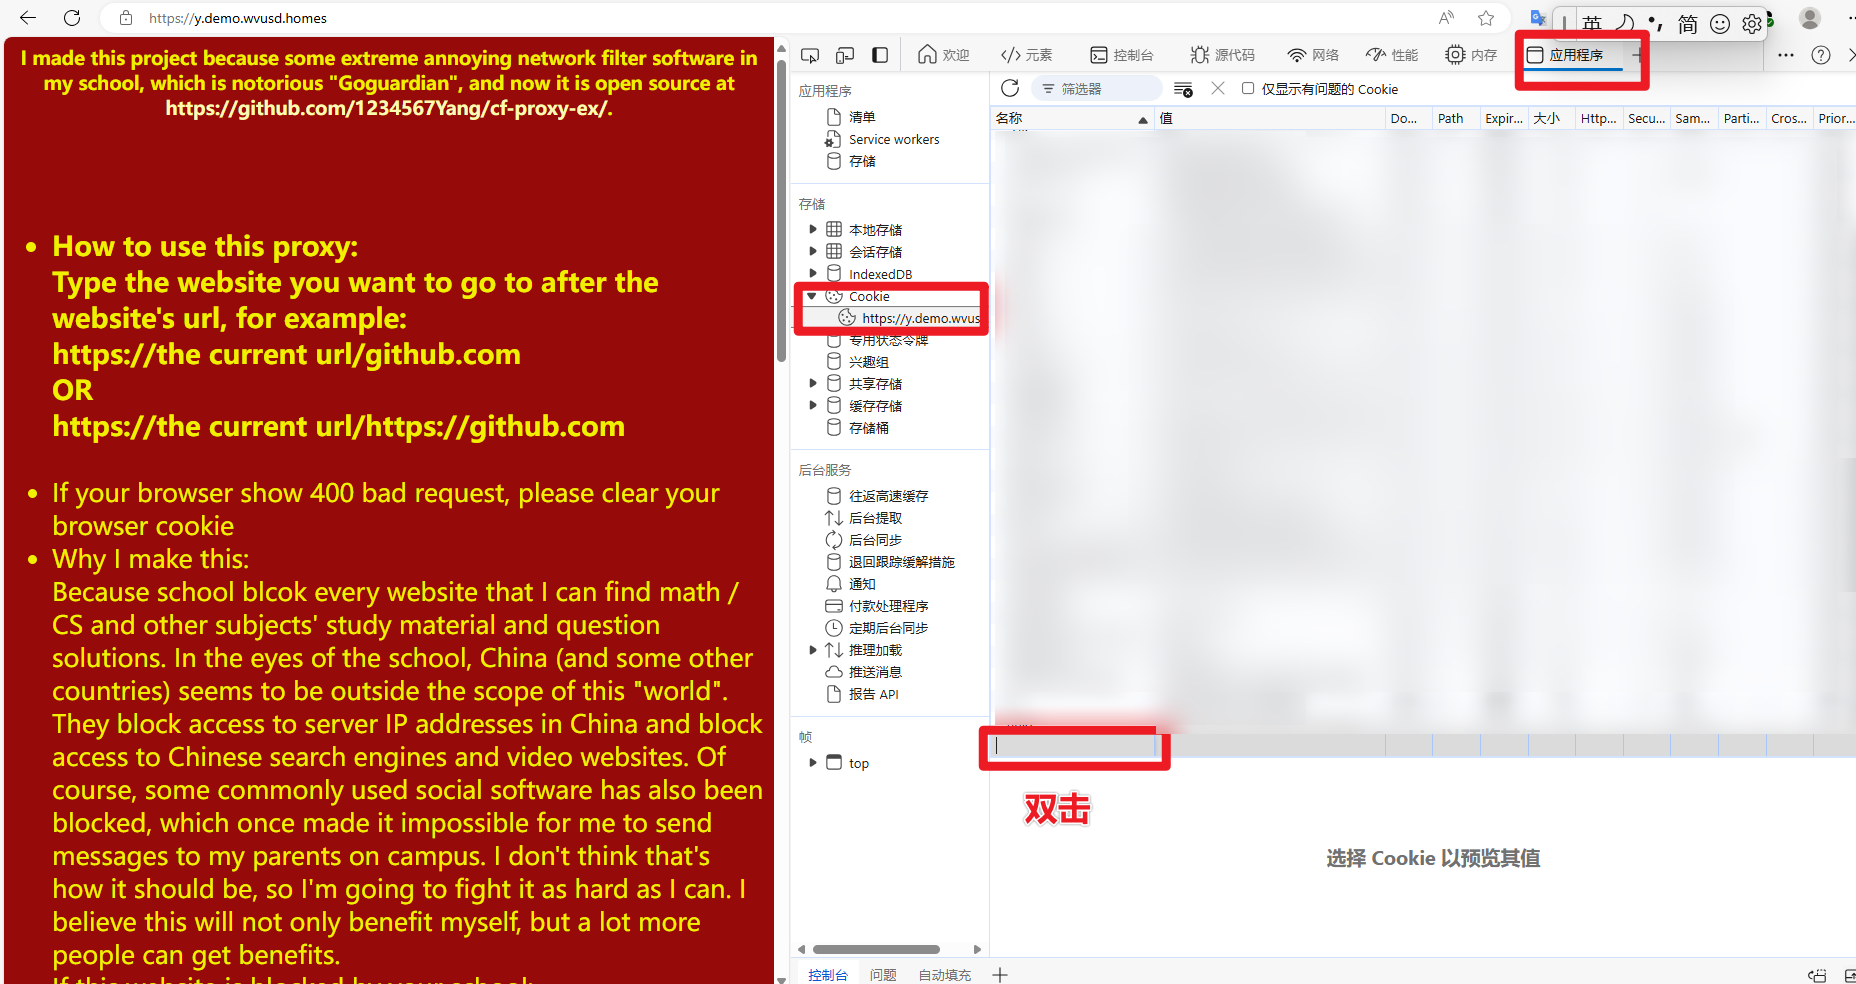 https://y.demo.wvusd.homes
英 简
I made this project because some extreme annoying network filter software in
my school, which is notorious "Goguardian", and now it is open source at
https://github.com/1234567Yang/cf-proxy-ex/.
How to use this proxy:
Type the website you want to go to after the
website's url, for example:
https://the current url/github.com
OR
https://the current url/https://github.com
If your browser show 400 bad request, please clear your
browser cookie
Why I make this:
Because school blcok every website that I can find math /
CS and other subjects' study material and question
solutions. In the eyes of the school, China (and some other
countries) seems to be outside the scope of this "world".
They block access to server IP addresses in China and block
access to Chinese search engines and video websites. Of
course, some commonly used social software has also been
blocked, which once made it impossible for me to send
messages to my parents on campus. I don't think that's
how it should be, so I'm going to fight it as hard as I can. I
believe this will not only benefit myself, but a lot more
people can get benefits.
If this website is blocked by your school:
欢迎 元素 控制台 源代码 网络 性能 内存 应用程序
应用程序
清单
Service workers
存储
存储
本地存储
会话存储
IndexedDB
Cookie
https://y.demo.wvus
专用状态令牌
兴趣组
共享存储
缓存存储
存储桶
后台服务
往返高速缓存
后台提取
后台同步
退回跟踪缓解措施
通知
付款处理程序
定期后台同步
推理加载
推送消息
报告 API
帧
top
筛选器 仅显示有问题的 Cookie
名称 值 Do... Path Expir... 大小 Http... Secu... Sam... Parti... Cros... Prior...
双击
选择 Cookie 以预览其值
控制台 问题 自动填充